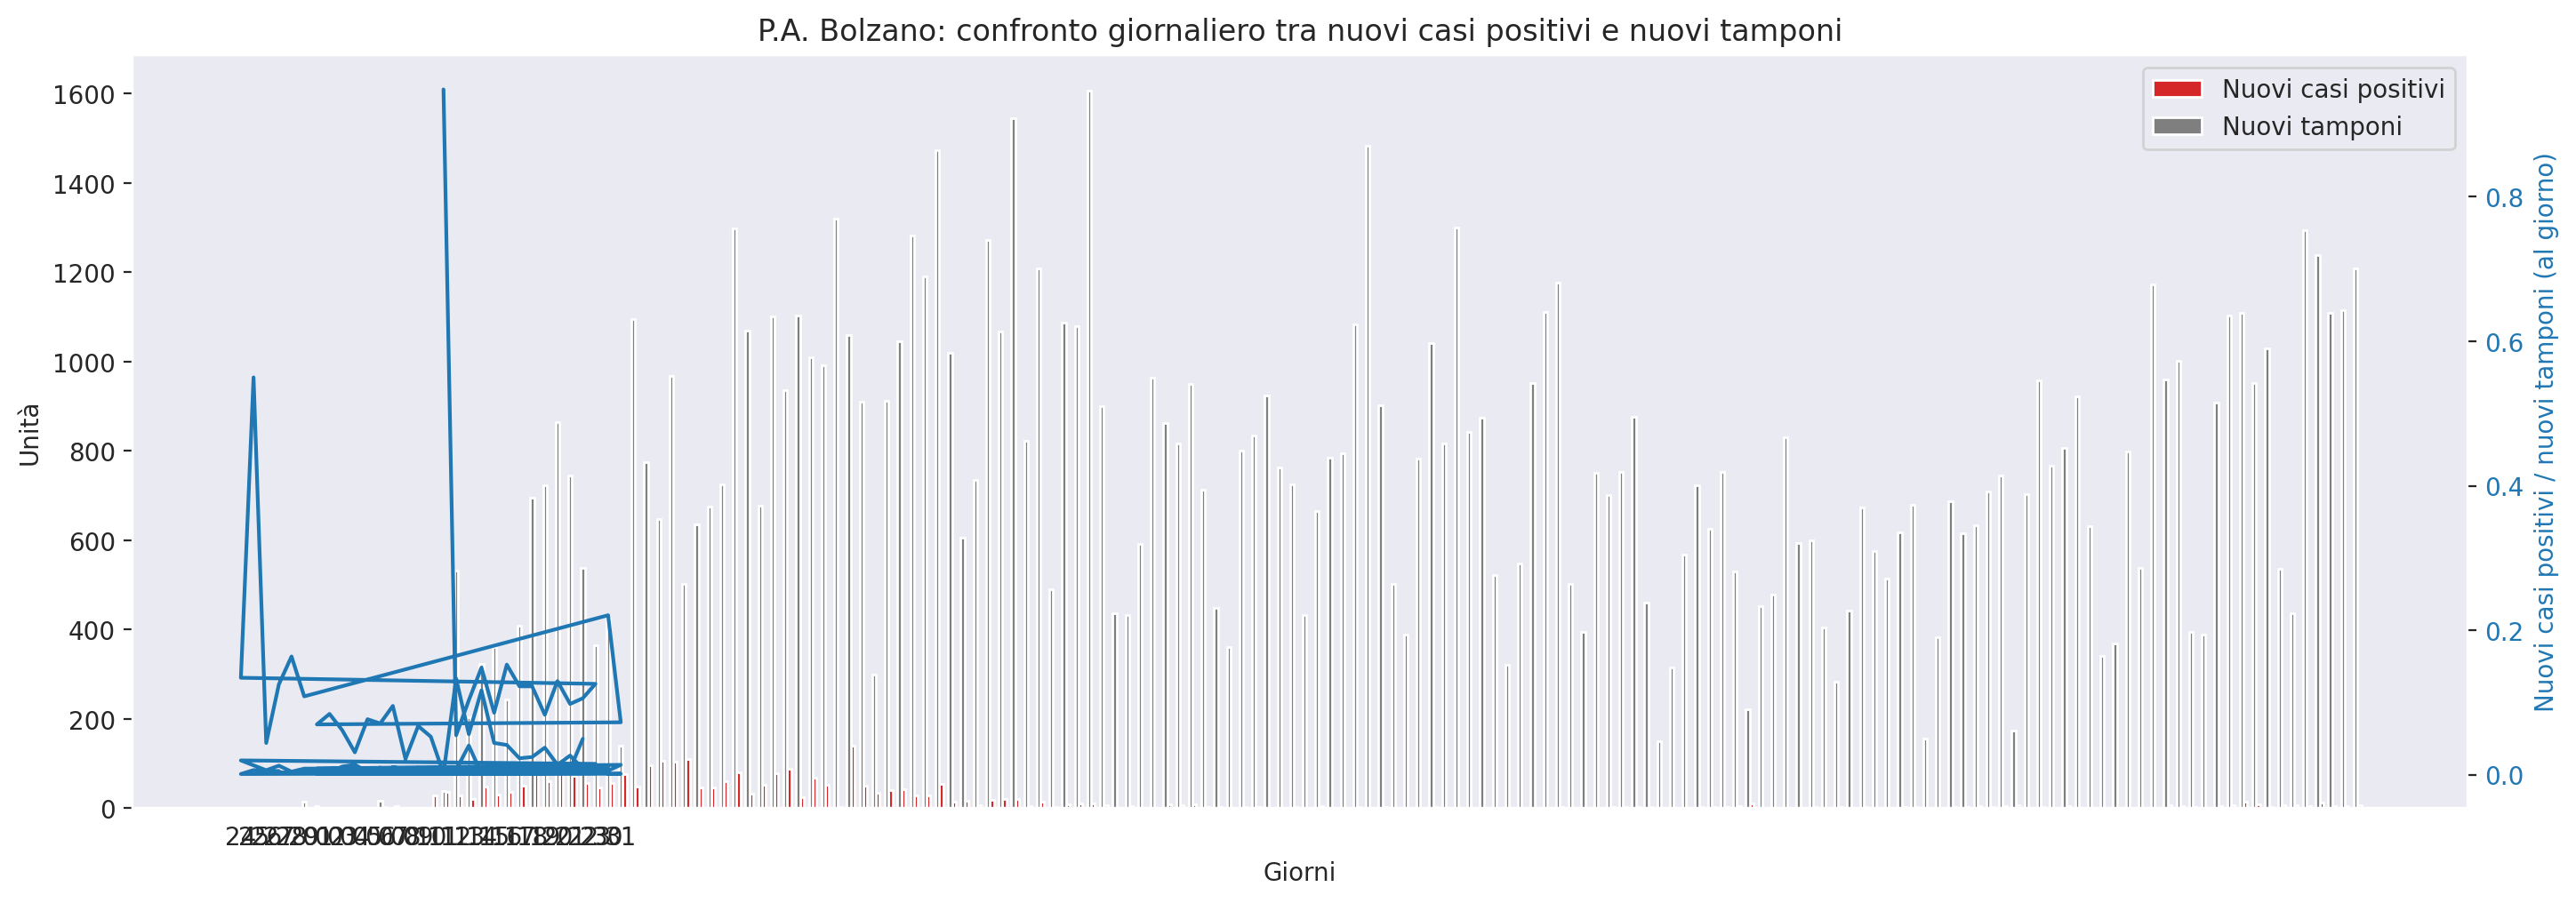 P.A. Bolzano: confronto giornaliero tra nuovi casi positivi e nuovi tamponi
Nuovi casi positivi
Nuovi tamponi
Unità
1600
1400
1200
1000
800
600
400
200
0
0.8
0.6
0.4
0.2
0.0
Nuovi casi positivi / nuovi tamponi (al giorno)
Giorni